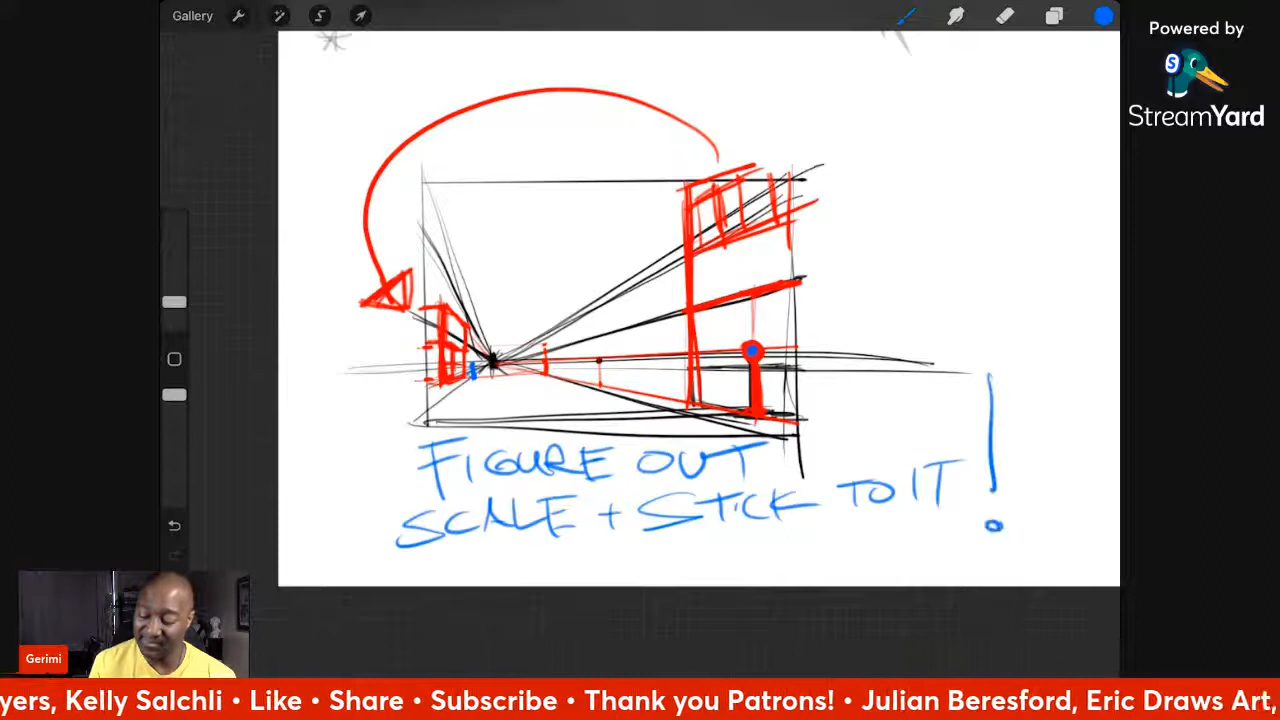 Gallery
Powered by
StreamYard
FIGURE OUT
SCALE + STICK TO IT !
Gerimi
yers, Kelly Salchli • Like • Share • Subscribe • Thank you Patrons! • Julian Beresford, Eric Draws Art,